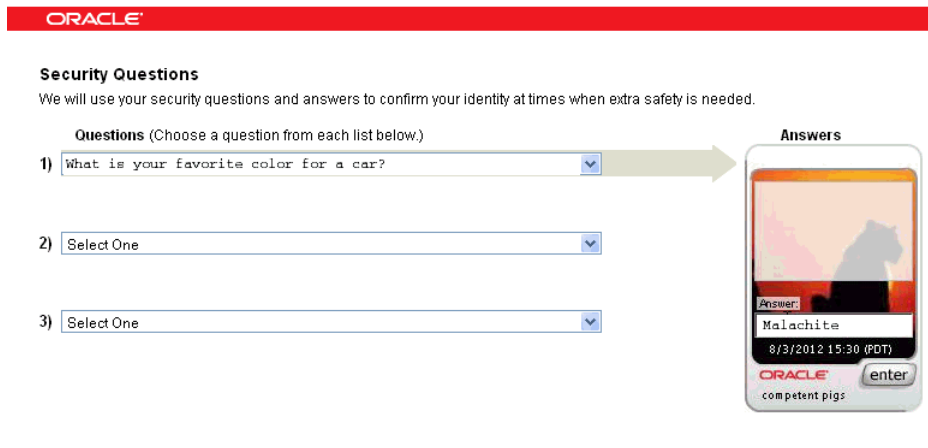 ORACLE
Security Questions
We will use your security questions and answers to confirm your identity at times when extra safety is needed.
Questions (Choose a question from each list below.)
Answers
1) What is your favorite color for a car?
2) Select One
3) Select One
Answer:
Malachite
8/3/2012 15:30 (PDT)
ORACLE enter
competent pigs